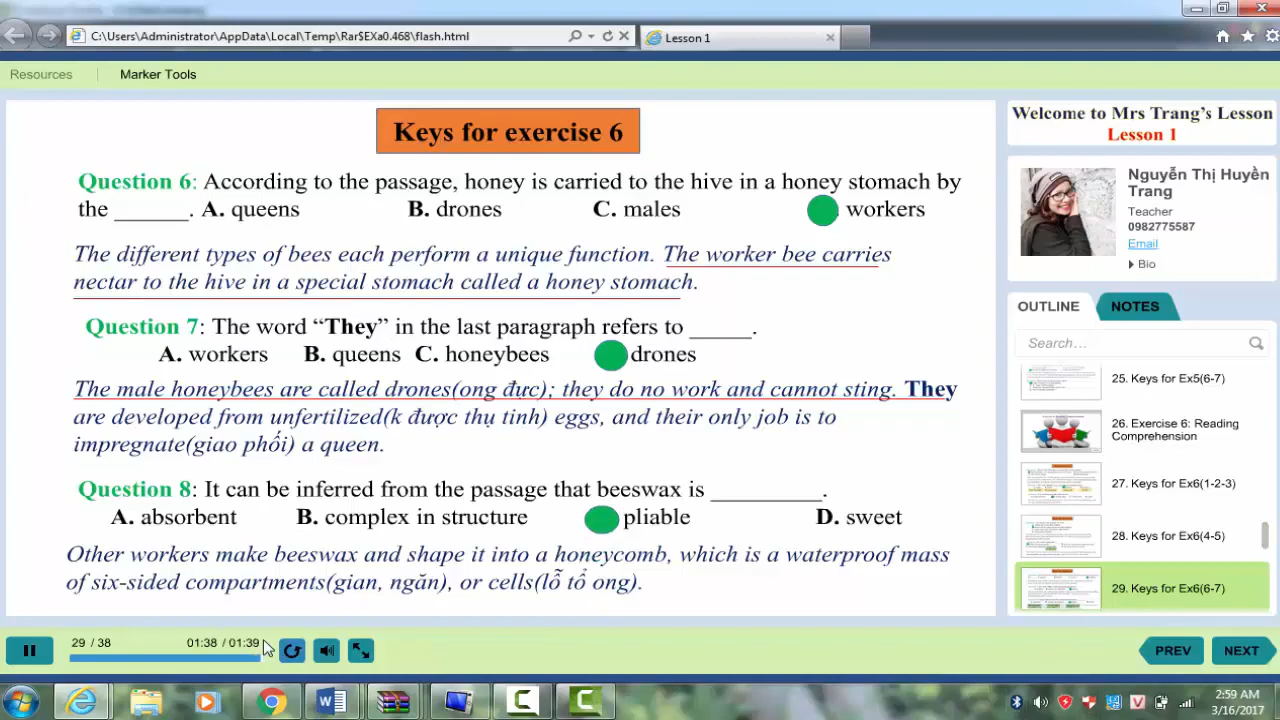 C:\Users\Administrator\AppData\Local\Temp\Rar$EXa0.468\flash.html
Lesson 1
Resources
Marker Tools
Keys for exercise 6
Question 6: According to the passage, honey is carried to the hive in a honey stomach by
the _______. A. queens B. drones C. males workers
The different types of bees each perform a unique function. The worker bee carries
nectar to the hive in a special stomach called a honey stomach.
Question 7: The word “They” in the last paragraph refers to ______.
A. workers B. queens C. honeybees drones
The male honeybees are called drones(ong đực); they do no work and cannot sting. They
are developed from unfertilized(k được thụ tinh) eggs, and their only job is to
impregnate(giao phối) a queen.
Question 8: It can be inferred from the passage that beeswax is ___________.
A. absorbent B. complex in structure pliable D. sweet
Other workers make beeswax and shape it into a honeycomb, which is a waterproof mass
of six-sided compartments(gian, ngăn), or cells(lỗ tổ ong).
Welcome to Mrs Trang's Lesson
Lesson 1
Nguyễn Thị Huyền
Trang
Teacher
0982775587
Email
Bio
OUTLINE
NOTES
Search…
25. Keys for Ex5(6-7)
26. Exercise 6: Reading
Comprehension
27. Keys for Ex6(1-2-3)
28. Keys for Ex6(4-5
29. Keys for Ex6(6-7-
29 / 38
01:38 / 01:39
PREV
NEXT
2:59 AM
3/16/2017